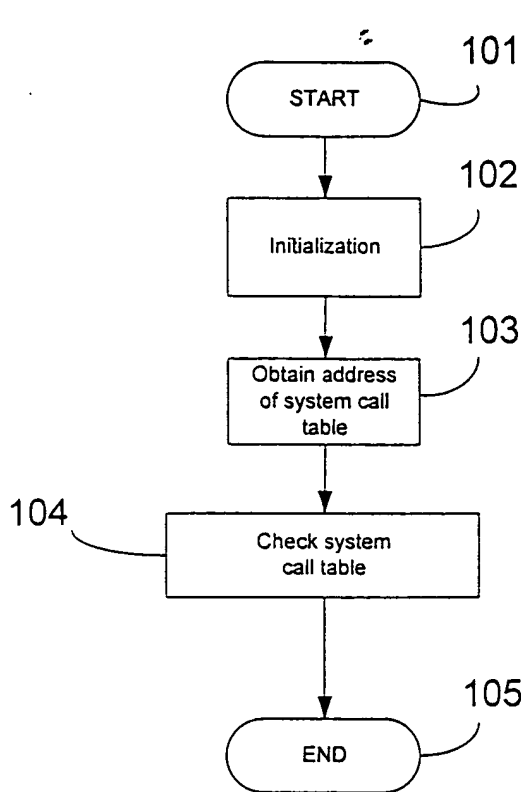 101
START
102
Initialization
103
Obtain address
of system call
table
104
Check system
call table
105
END